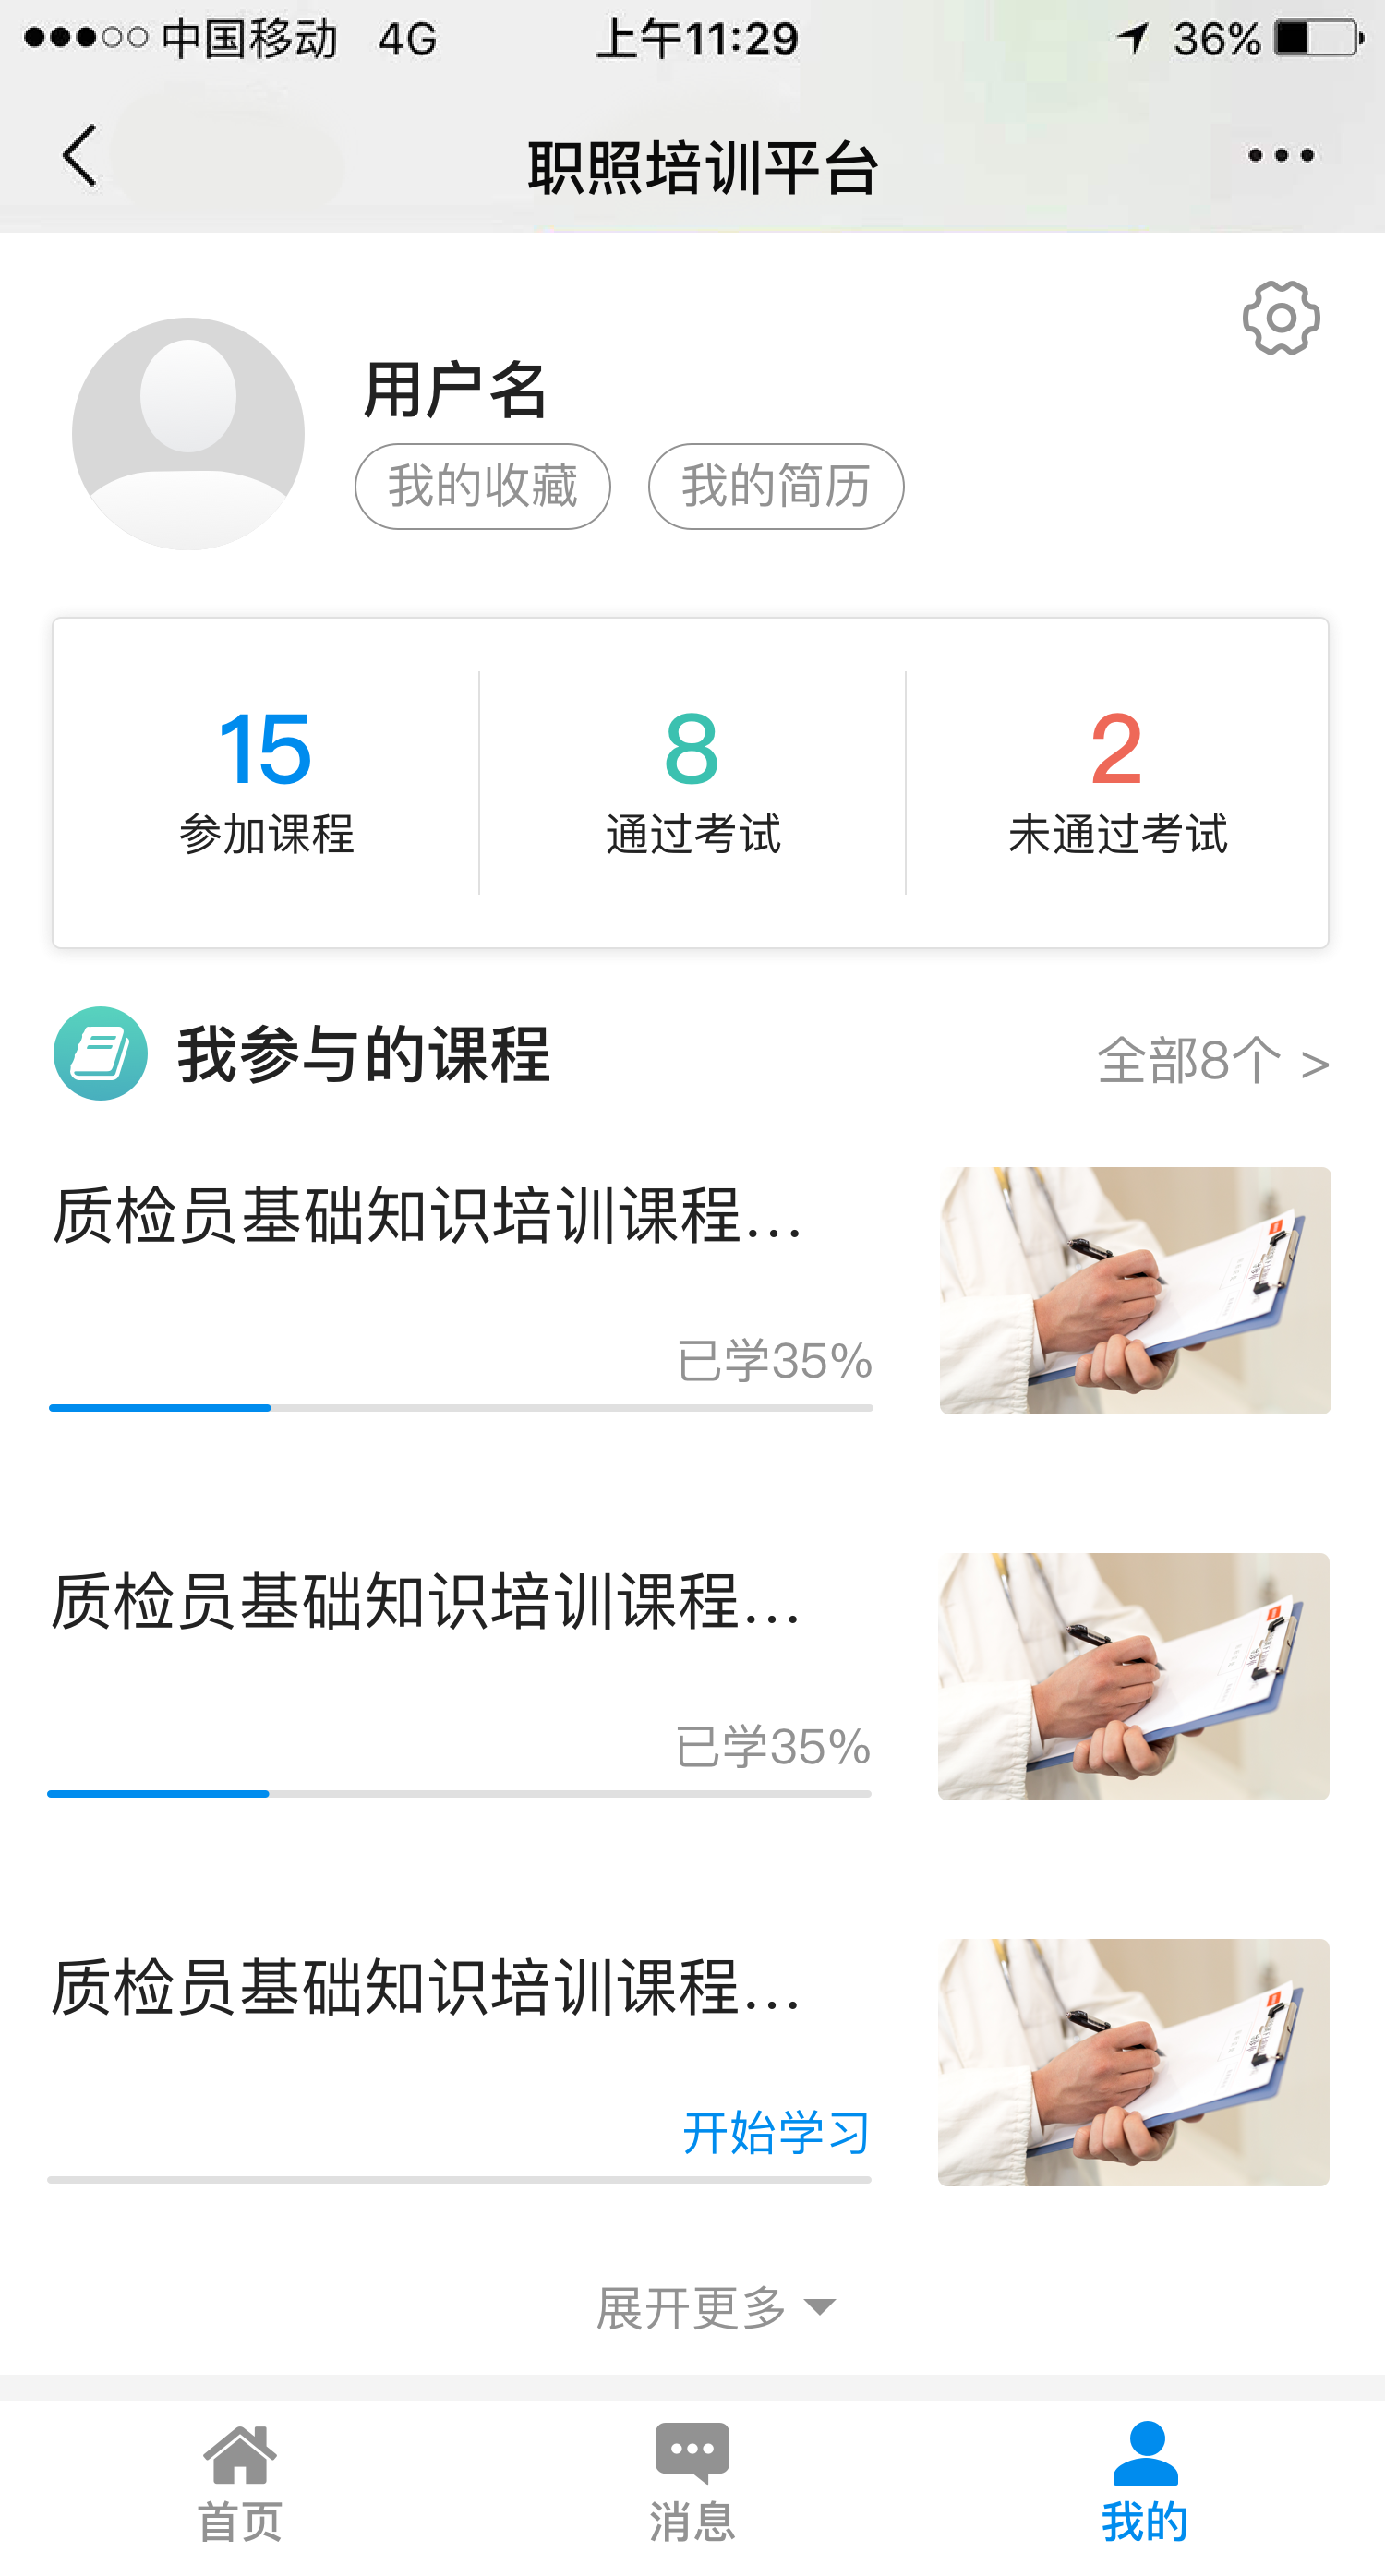 中国移动 4G 上午11:29 36%
职照培训平台
用户名
我的收藏 我的简历
15 8 2
参加课程 通过考试 未通过考试
我参与的课程 全部8个 >
质检员基础知识培训课程...
已学35%
质检员基础知识培训课程...
已学35%
质检员基础知识培训课程...
开始学习
展开更多
首页 消息 我的